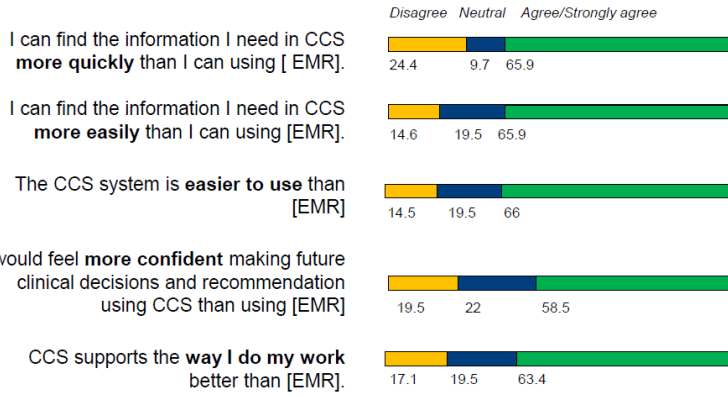 Disagree Neutral Agree/Strongly agree
I can find the information I need in CCS
more quickly than I can using [ EMR].
24.4 9.7 65.9
I can find the information I need in CCS
more easily than I can using [EMR].
14.6 19.5 65.9
The CCS system is easier to use than
[EMR]
14.5 19.5 66
would feel more confident making future
clinical decisions and recommendation
using CCS than using [EMR]
19.5 22 58.5
CCS supports the way I do my work
better than [EMR].
17.1 19.5 63.4